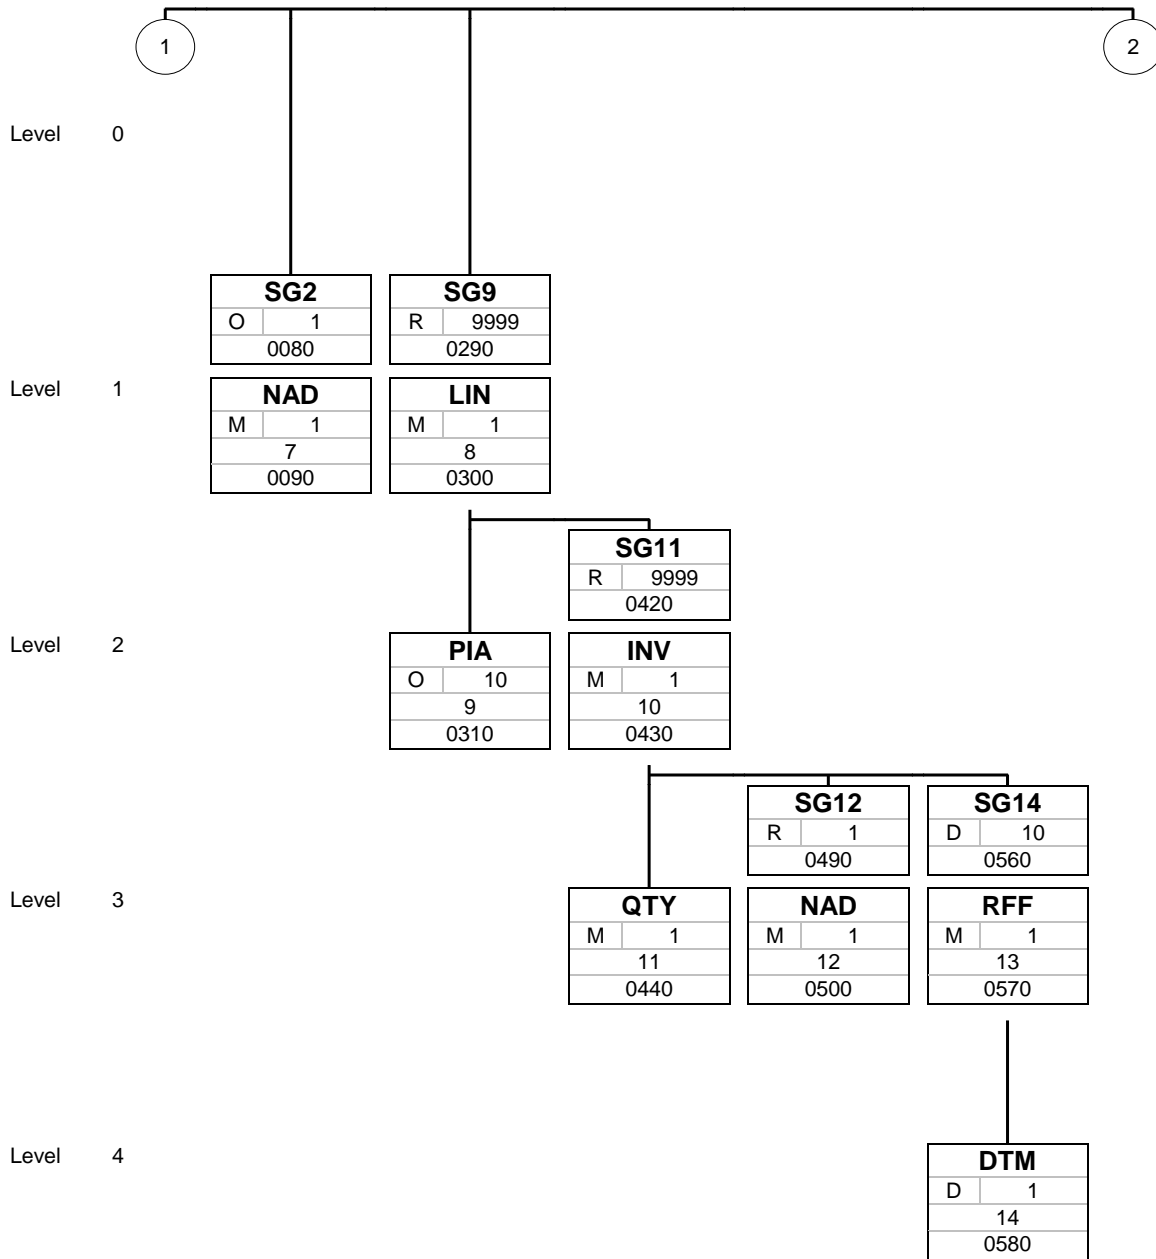 1 2
Level 0
SG2 SG9
O 1 R 9999
0080 0290
Level 1
NAD LIN
M 1 M 1
7 8
0090 0300
SG11
R 9999
0420
Level 2
PIA INV
O 10 M 1
9 10
0310 0430
SG12 SG14
R 1 D 10
0490 0560
Level 3
QTY NAD RFF
M 1 M 1 M 1
11 12 13
0440 0500 0570
Level 4
DTM
D 1
14
0580